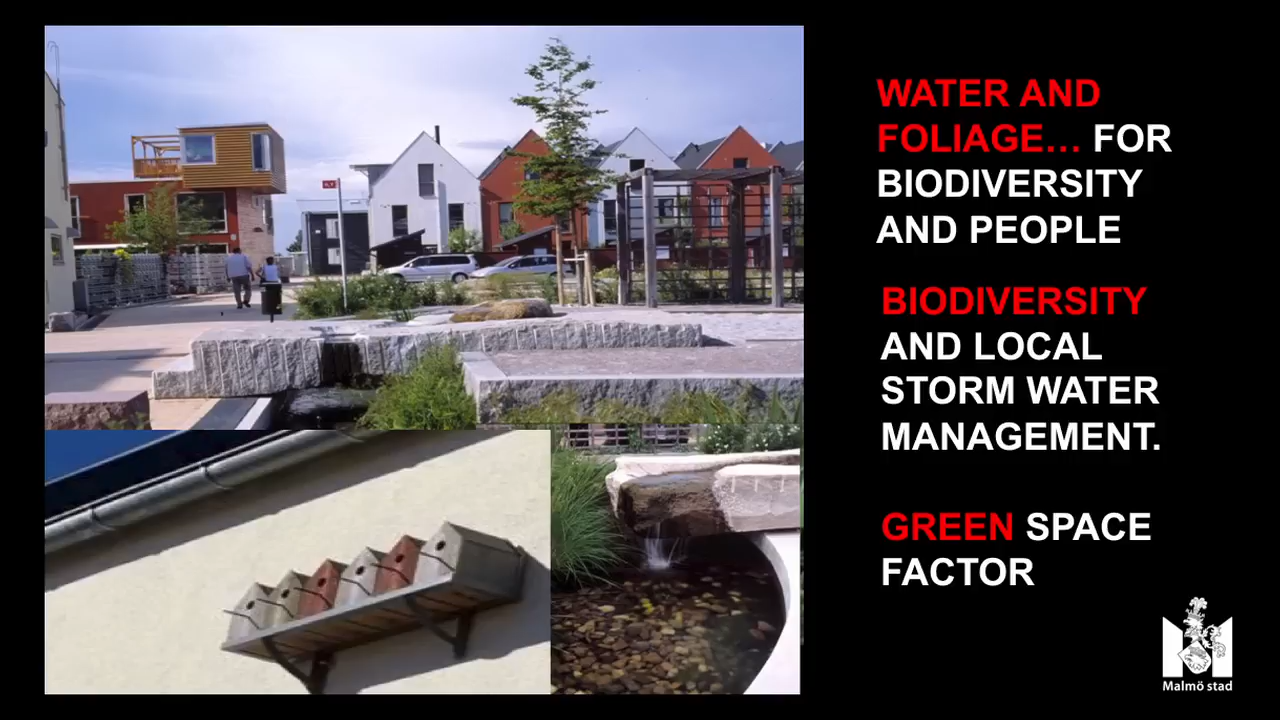 WATER AND
FOLIAGE... FOR
BIODIVERSITY
AND PEOPLE
BIODIVERSITY
AND LOCAL
STORM WATER
MANAGEMENT.
GREEN SPACE
FACTOR
Malmö stad